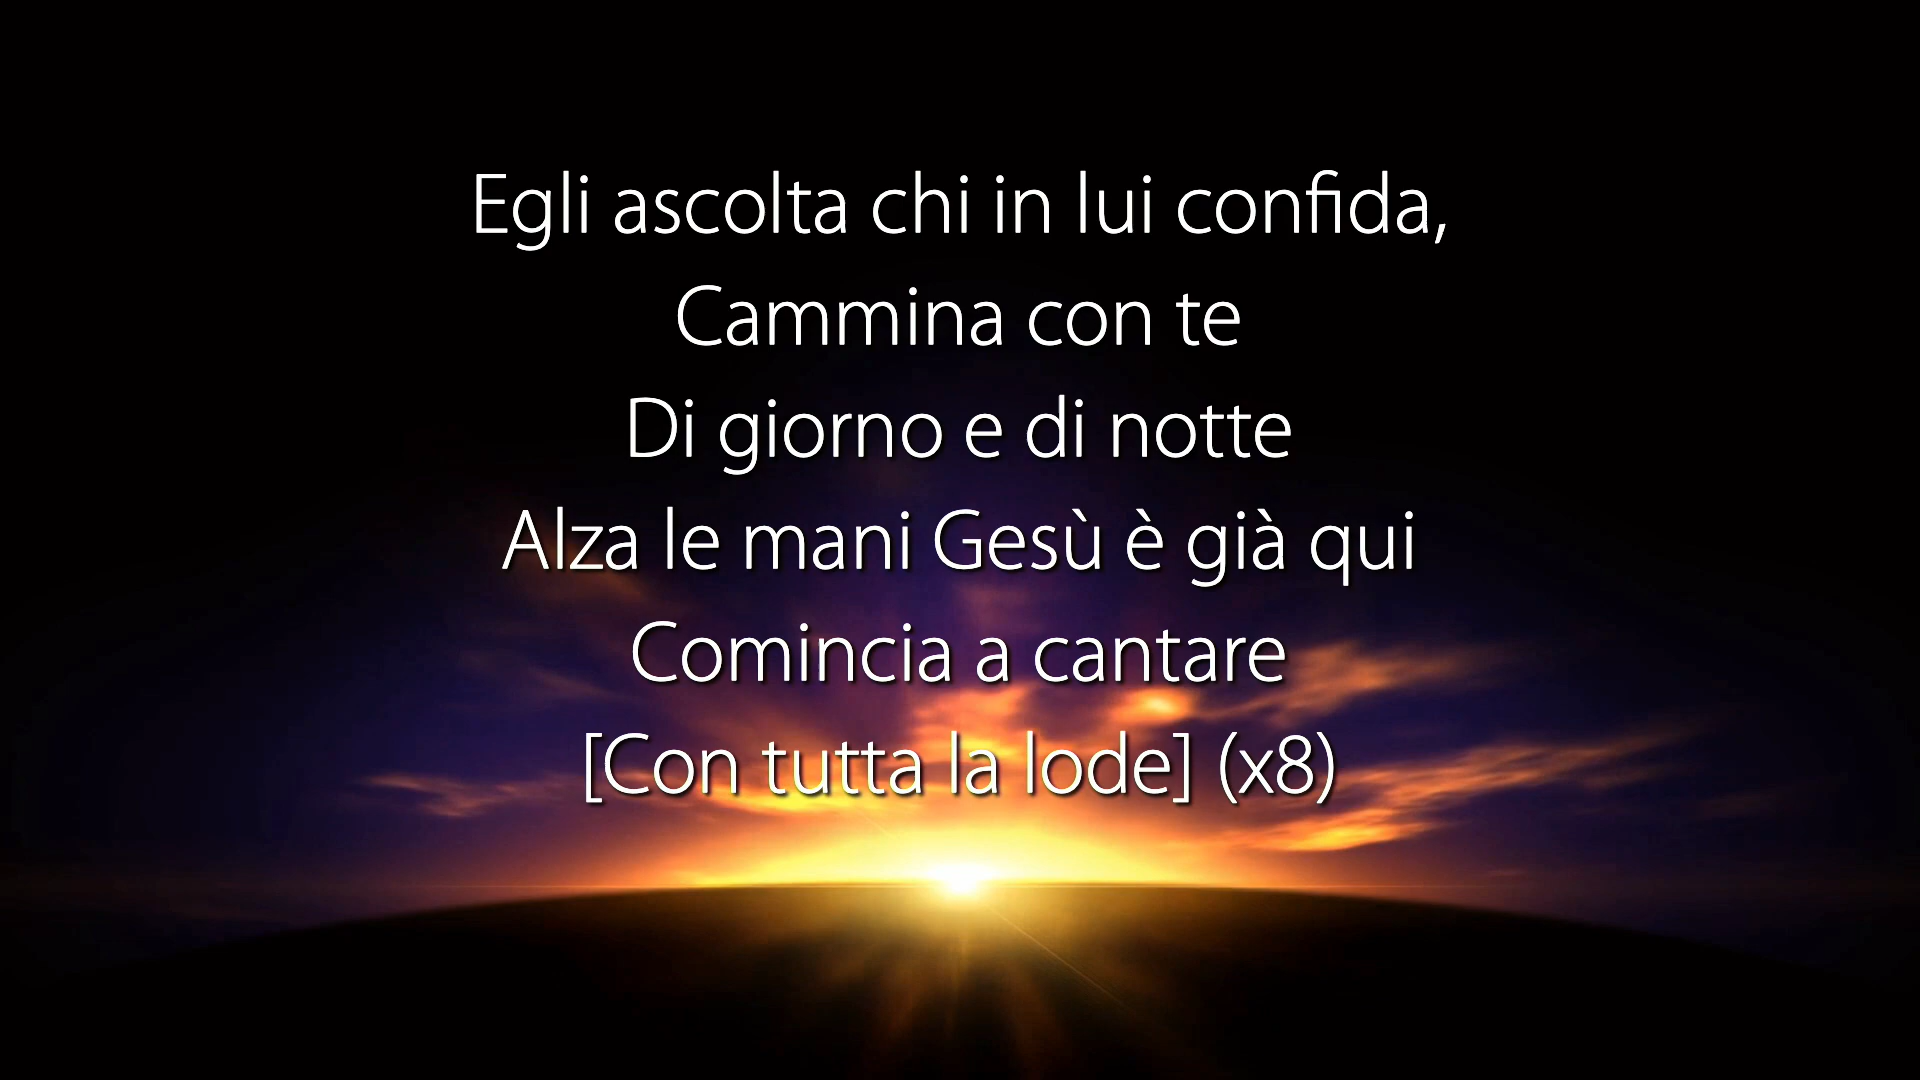 Egli ascolta chi in lui confida,
Cammina con te
Di giorno e di notte
Alza le mani Gesù è già qui
Comincia a cantare
[Con tutta la lode] (x8)